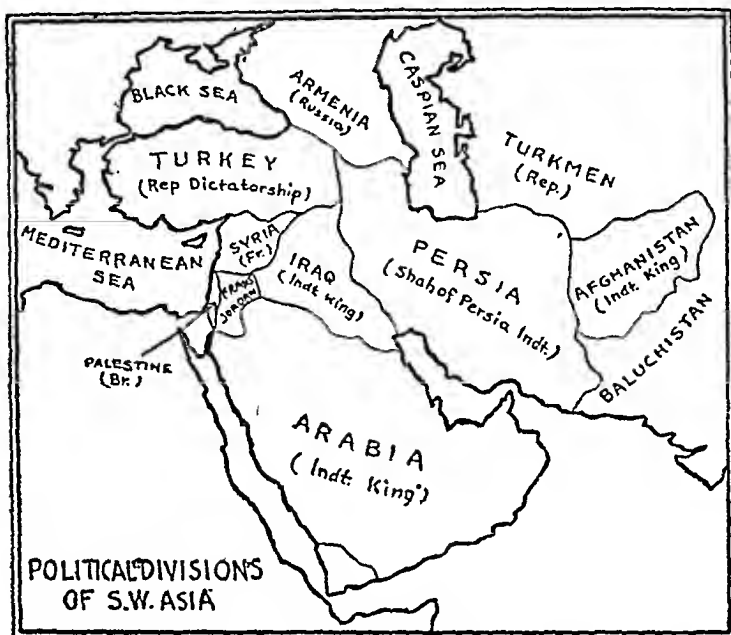 BLACK SEA
ARMENIA
(Russia)
CASPIAN SEA
TURKEY
(Rep Dictatorship)
TURKMEN
(Rep.)
MEDITERRANEAN
SEA
SYRIA
(Fr.)
IRAQ
(Indt King)
TRANS
JORDAN
PERSIA
(Shah of Persia Indt.)
AFGHANISTAN
(Indt. King)
BALUCHISTAN
PALESTINE
(Br.)
ARABIA
(Indt. King)
POLITICAL DIVISIONS
OF S.W. ASIA